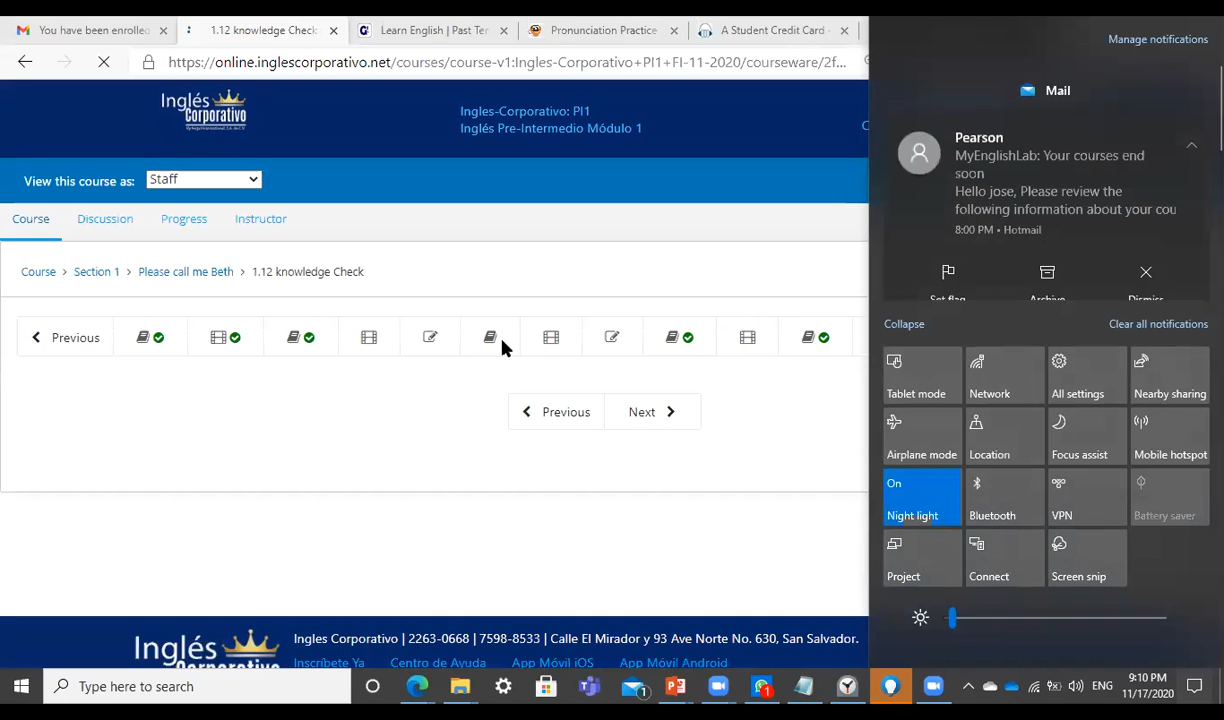 You have been enrolled
1.12 knowledge Check
Learn English | Past Ter
Pronunciation Practice
A Student Credit Card -
https://online.inglescorporativo.net/courses/course-v1:Ingles-Corporativo+PI1+FI-11-2020/courseware/2f...
Inglés
Corporativo
Ingles-Corporativo: PI1
Inglés Pre-Intermedio Módulo 1
C
View this course as:
Staff
Course
Discussion
Progress
Instructor
Course > Section 1 > Please call me Beth > 1.12 knowledge Check
Previous
Previous
Next
Inglés
Corporativo
Ingles Corporativo | 2263-0668 | 7598-8533 | Calle El Mirador y 93 Ave Norte No. 630, San Salvador.
Inscríbete Ya
Centro de Ayuda
App Móvil iOS
App Móvil Android
Manage notifications
Mail
Pearson
MyEnglishLab: Your courses end
soon
Hello jose, Please review the
following information about your cou
8:00 PM • Hotmail
Set flag
Archive
Dismiss
Collapse
Clear all notifications
Tablet mode
Network
All settings
Nearby sharing
Airplane mode
Location
Focus assist
Mobile hotspot
On
Night light
Bluetooth
VPN
Battery saver
Project
Connect
Screen snip
Type here to search
1
1
ENG
9:10 PM
11/17/2020